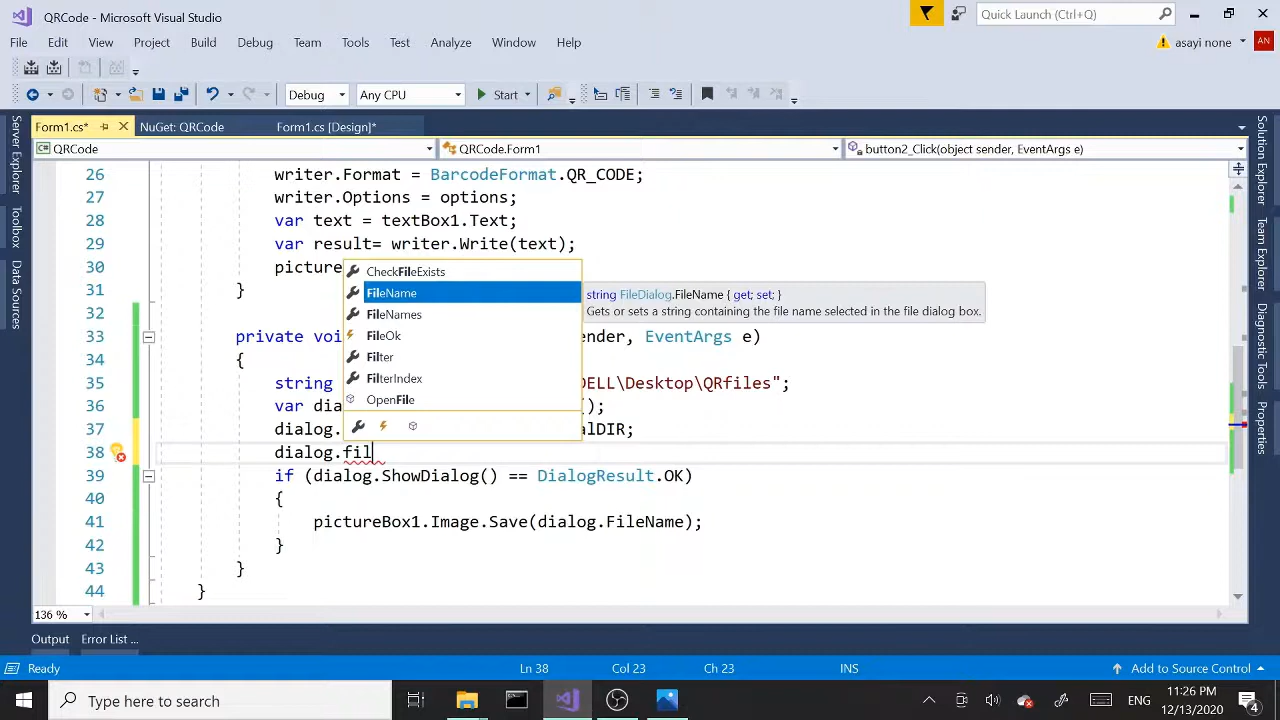 QRCode - Microsoft Visual Studio
Quick Launch (Ctrl+Q)
File Edit View Project Build Debug Team Tools Test Analyze Window Help
asayi none
AN
Debug
Any CPU
Start
Form1.cs*
NuGet: QRCode
Form1.cs [Design]*
QRCode
QRCode.Form1
button2_Click(object sender, EventArgs e)
Server Explorer
Toolbox
Data Sources
Solution Explorer
Team Explorer
Properties
26 writer.Format = BarcodeFormat.QR_CODE;
27 writer.Options = options;
28 var text = textBox1.Text;
29 var result= writer.Write(text);
30 picture
31 }
32
33 private voi ender, EventArgs e)
34 {
35 string DELL\Desktop\QRfiles";
36 var dia ();
37 dialog. alDIR;
38 dialog.fil
39 if (dialog.ShowDialog() == DialogResult.OK)
40 {
41 pictureBox1.Image.Save(dialog.FileName);
42 }
43 }
44 }
CheckFileExists
FileName
FileNames
FileOk
Filter
FilterIndex
OpenFile
string FileDialog.FileName { get; set; }
Gets or sets a string containing the file name selected in the file dialog box.
136 %
Output
Error List ...
Ready
Ln 38
Col 23
Ch 23
INS
Add to Source Control
Type here to search
ENG
11:26 PM
12/13/2020
4